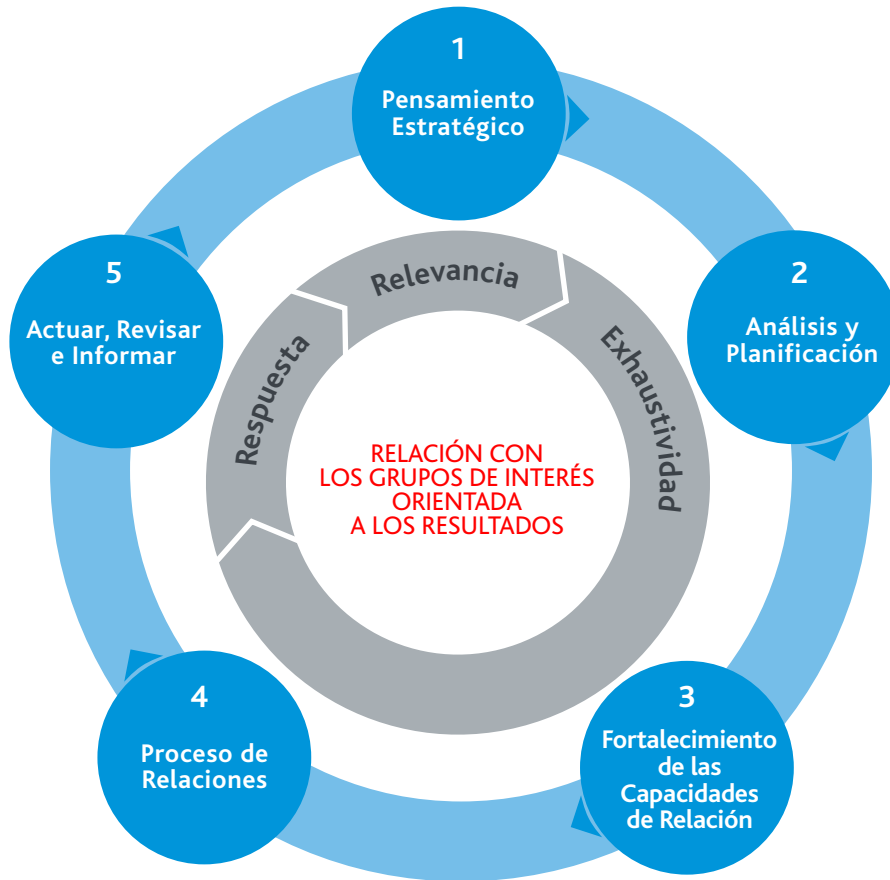 1
Pensamiento
Estratégico
2
Análisis y
Planificación
3
Fortalecimiento
de las
Capacidades
de Relación
4
Proceso de
Relaciones
5
Actuar, Revisar
e Informar
Relevancia
Exhaustividad
Respuesta
RELACIÓN CON
LOS GRUPOS DE INTERÉS
ORIENTADA
A LOS RESULTADOS